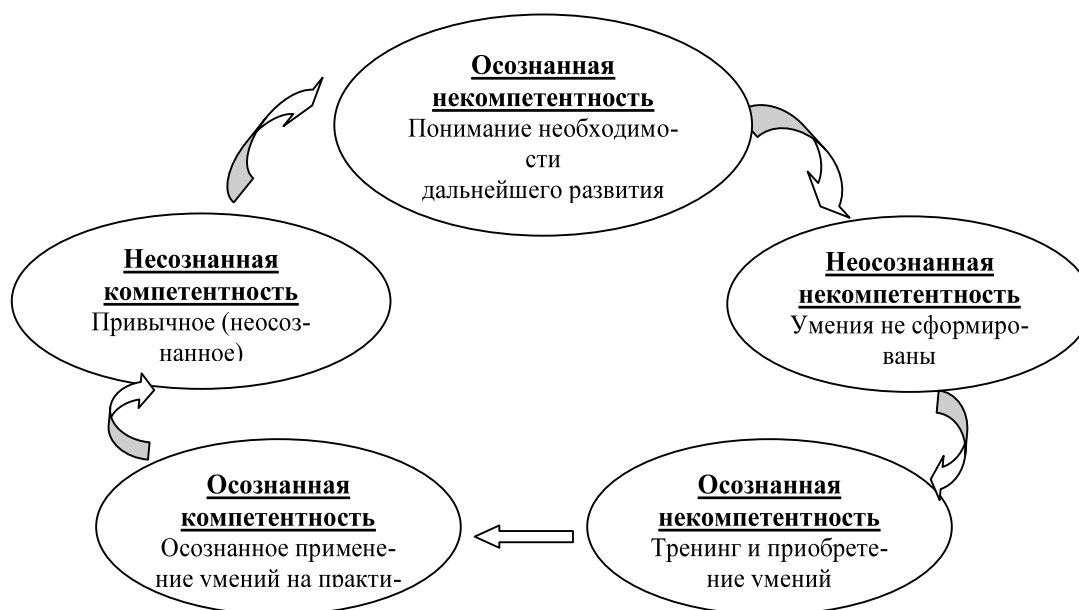 Осознанная
некомпетентность
Понимание необходимо-
сти
дальнейшего развития
Несознанная
компетентность
Привычное (неосоз-
нанное)
Неосознанная
некомпетентность
Умения не сформиро-
ваны
Осознанная
компетентность
Осознанное примене-
ние умений на практи-
Осознанная
некомпетентность
Тренинг и приобрете-
ние умений